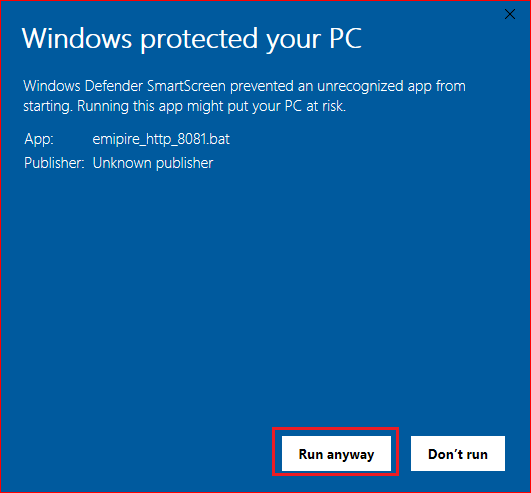 Windows protected your PC
Windows Defender SmartScreen prevented an unrecognized app from
starting. Running this app might put your PC at risk.
App: emipire_http_8081.bat
Publisher: Unknown publisher
Run anyway Don't run